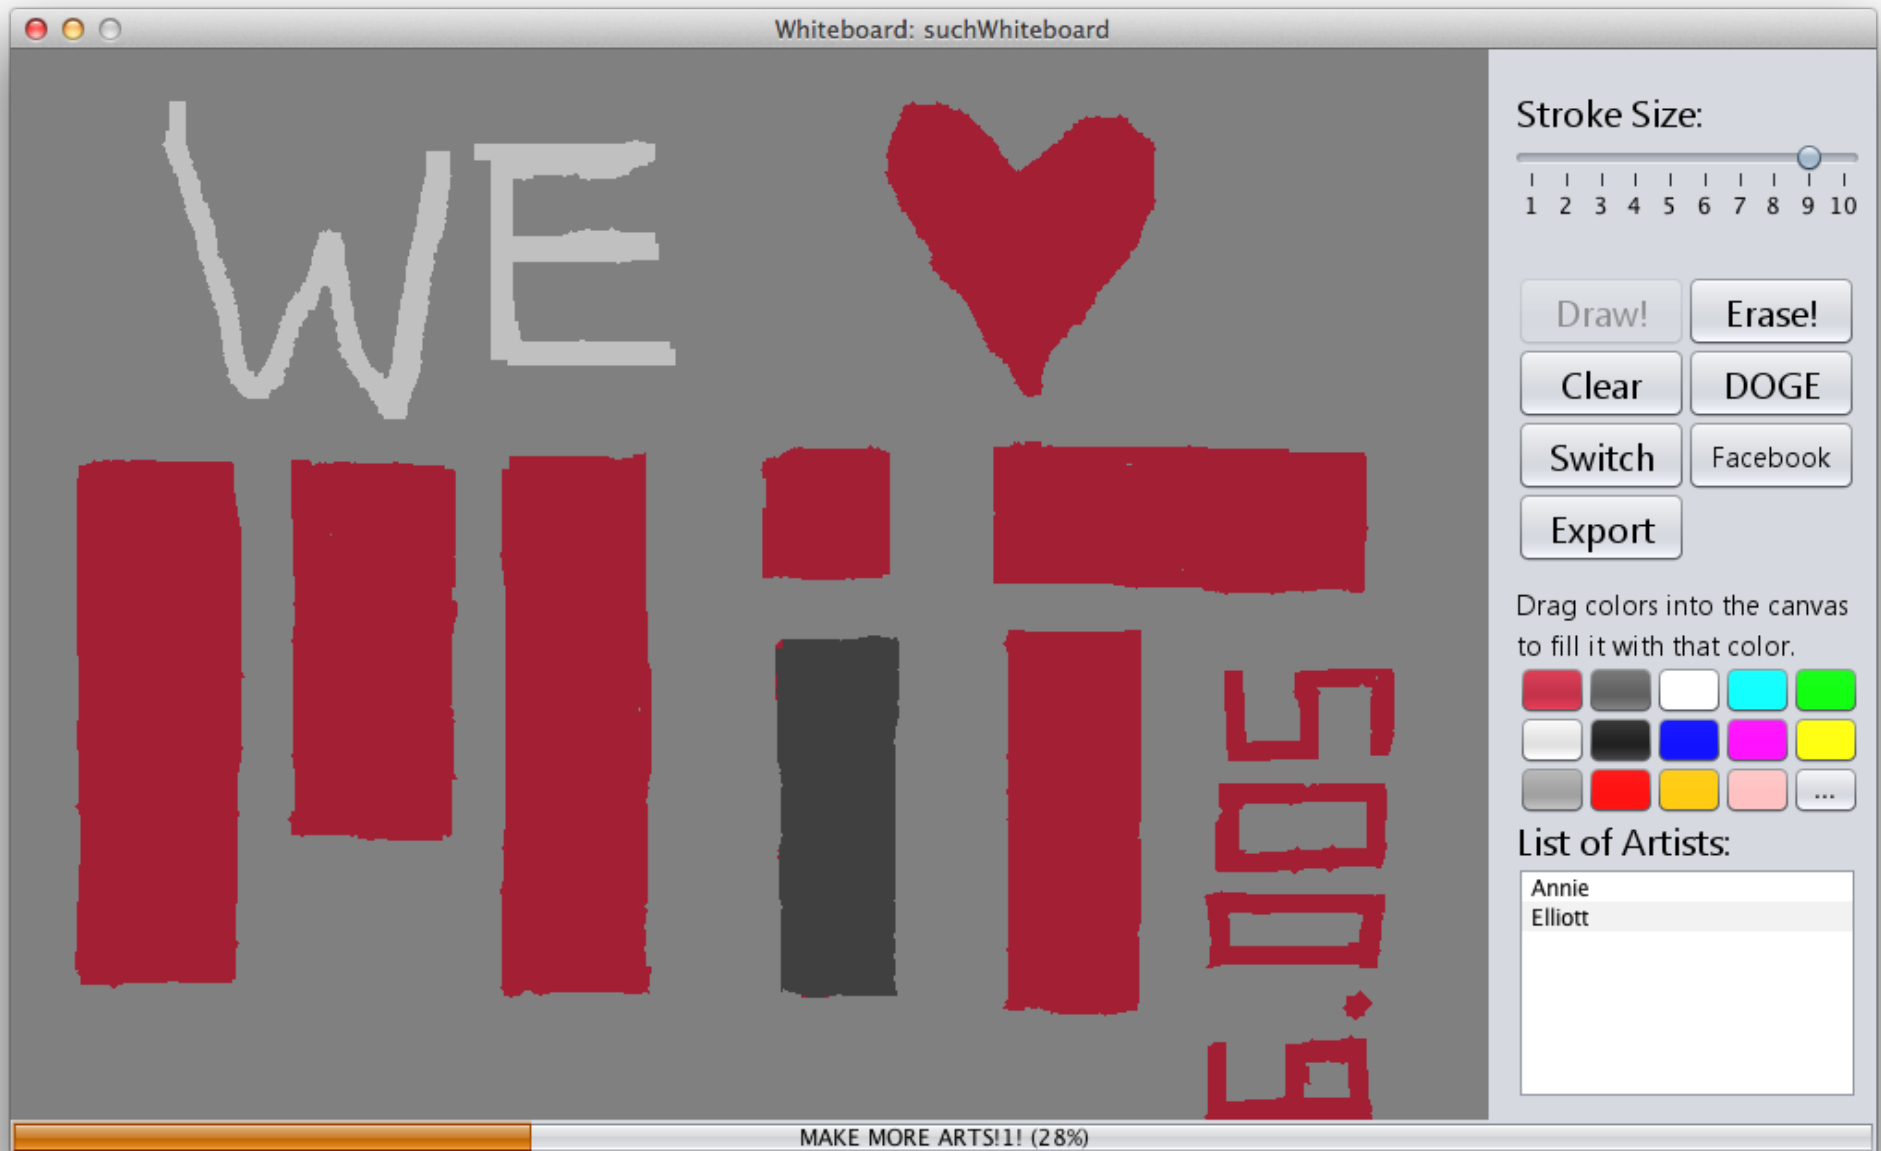 Whiteboard: suchWhiteboard
WE ♥
MiT
6.005
Stroke Size:
1 2 3 4 5 6 7 8 9 10
Draw! Erase!
Clear DOGE
Switch Facebook
Export
Drag colors into the canvas
to fill it with that color.
...
List of Artists:
Annie
Elliott
MAKE MORE ARTS!1! (28%)